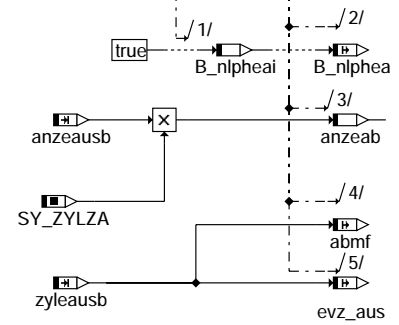 1/
2/
true
B_nlpheai
B_nlphea
3/
anzeausb
×
anzeab
SY_ZYLZA
4/
abmf
5/
zyleausb
evz_aus